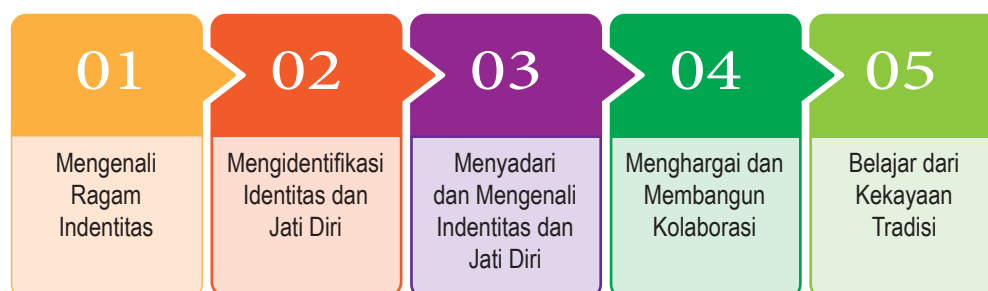 01
Mengenali
Ragam
Indentitas
02
Mengidentifikasi
Identitas dan
Jati Diri
03
Menyadari
dan Mengenali
Indentitas dan
Jati Diri
04
Menghargai dan
Membangun
Kolaborasi
05
Belajar dari
Kekayaan
Tradisi